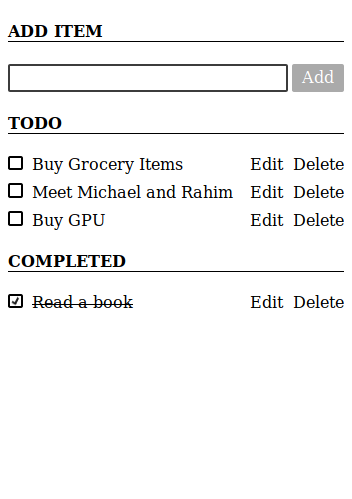 ADD ITEM
Add
TODO
Buy Grocery Items Edit Delete
Meet Michael and Rahim Edit Delete
Buy GPU Edit Delete
COMPLETED
Read a book Edit Delete